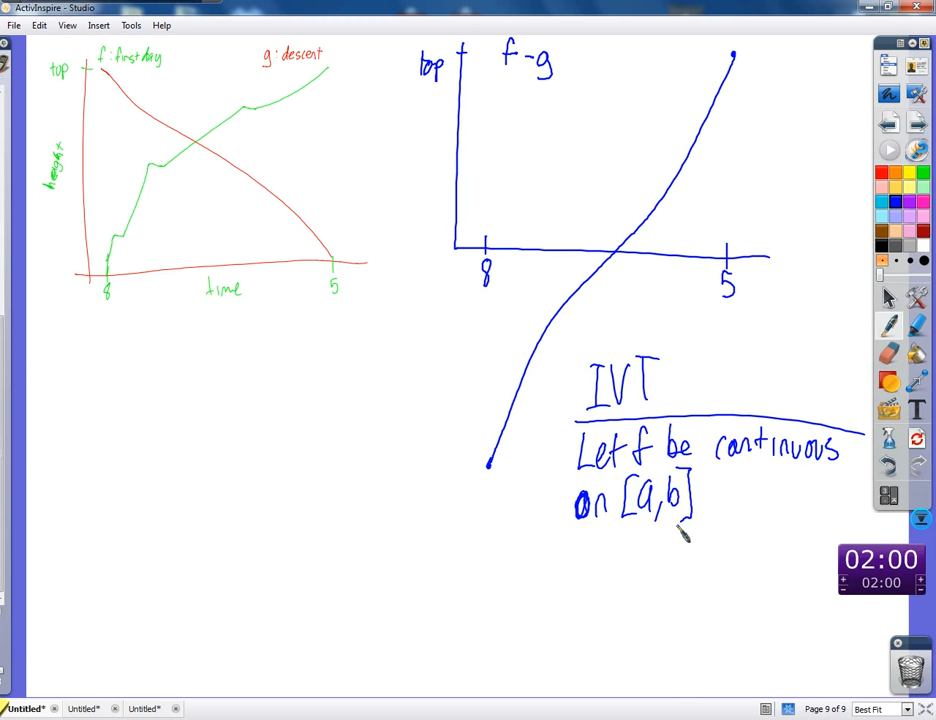 ActivInspire - Studio
File Edit View Insert Tools Help
f: first day
g: descent
top
height
8
time
5
top
f - g
8
5
IVT
Let f be continuous
on [a,b]
02:00
02:00
Untitled* Untitled* Untitled*
Page 9 of 9 Best Fit